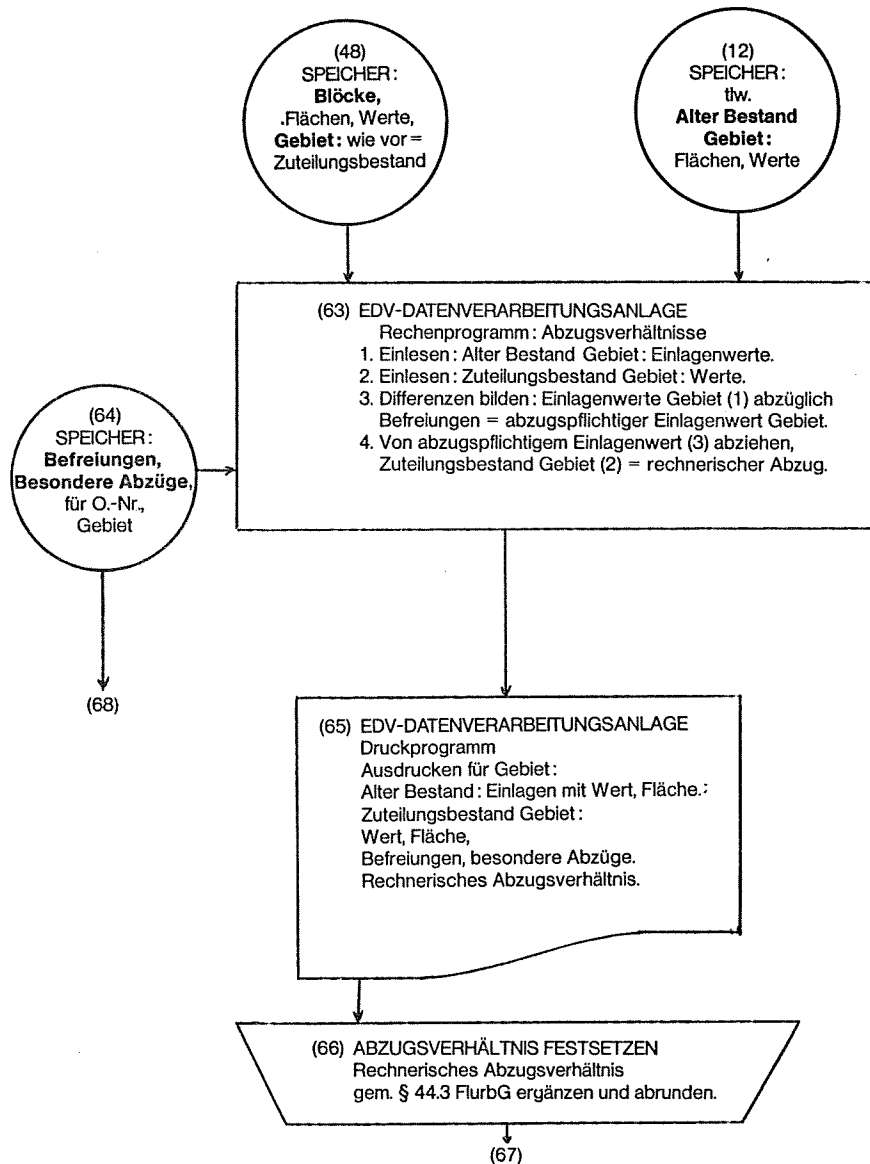 (48)
SPEICHER:
Blöcke,
.Flächen, Werte,
Gebiet: wie vor =
Zuteilungsbestand
(12)
SPEICHER:
tlw.
Alter Bestand
Gebiet:
Flächen, Werte
(63) EDV-DATENVERARBEITUNGSANLAGE
Rechenprogramm: Abzugsverhältnisse
1. Einlesen: Alter Bestand Gebiet: Einlagenwerte.
2. Einlesen: Zuteilungsbestand Gebiet: Werte.
3. Differenzen bilden: Einlagenwerte Gebiet (1) abzüglich
Befreiungen = abzugspflichtiger Einlagenwert Gebiet.
4. Von abzugspflichtigem Einlagenwert (3) abziehen,
Zuteilungsbestand Gebiet (2) = rechnerischer Abzug.
(64)
SPEICHER:
Befreiungen,
Besondere Abzüge,
für O.-Nr.,
Gebiet
(68)
(65) EDV-DATENVERARBEITUNGSANLAGE
Druckprogramm
Ausdrucken für Gebiet:
Alter Bestand: Einlagen mit Wert, Fläche.:
Zuteilungsbestand Gebiet:
Wert, Fläche,
Befreiungen, besondere Abzüge.
Rechnerisches Abzugsverhältnis.
(66) ABZUGSVERHÄLTNIS FESTSETZEN
Rechnerisches Abzugsverhältnis
gem. § 44.3 FlurbG ergänzen und abrunden.
(67)